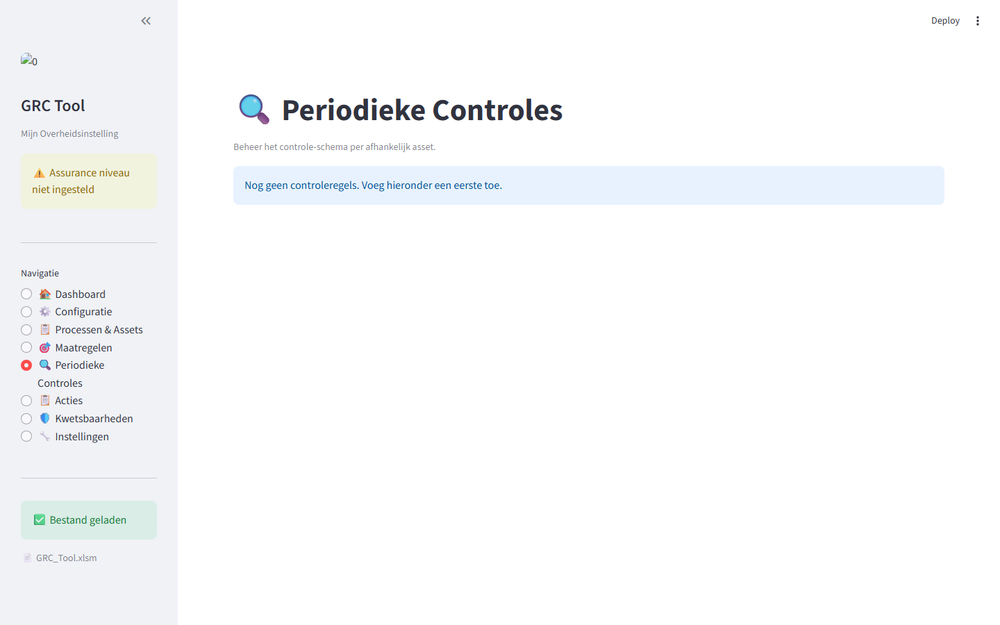 Deploy
0
GRC Tool
Mijn Overheidsinstelling
⚠️ Assurance niveau
niet ingesteld
Navigatie
🏠 Dashboard
⚙️ Configuratie
📋 Processen & Assets
🎯 Maatregelen
🔍 Periodieke
Controles
📋 Acties
🛡️ Kwetsbaarheden
🔧 Instellingen
✅ Bestand geladen
📄 GRC_Tool.xlsm
🔍 Periodieke Controles
Beheer het controle-schema per afhankelijk asset.
Nog geen controleregels. Voeg hieronder een eerste toe.